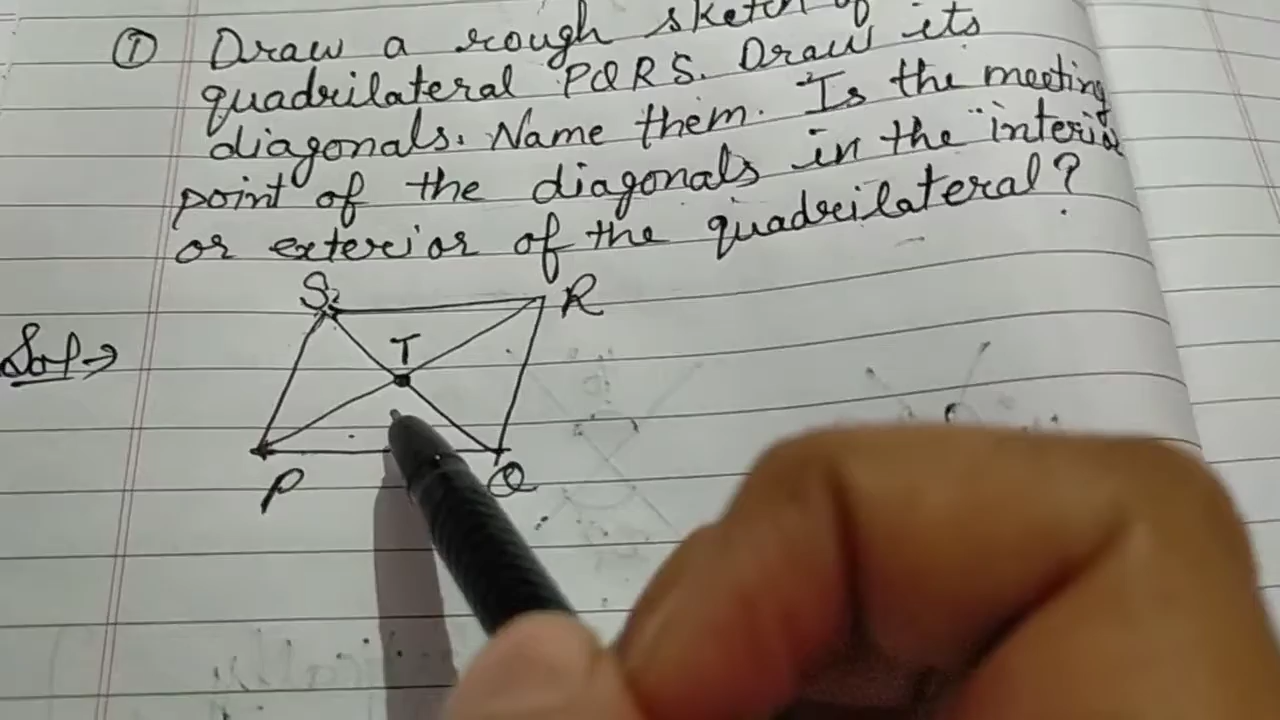 ① Draw a rough sketch of
quadrilateral PQRS. Draw its
diagonals. Name them. Is the meeting
point of the diagonals in the "interior
or exterior of the quadrilateral?
S R
Sol→
T
P Q